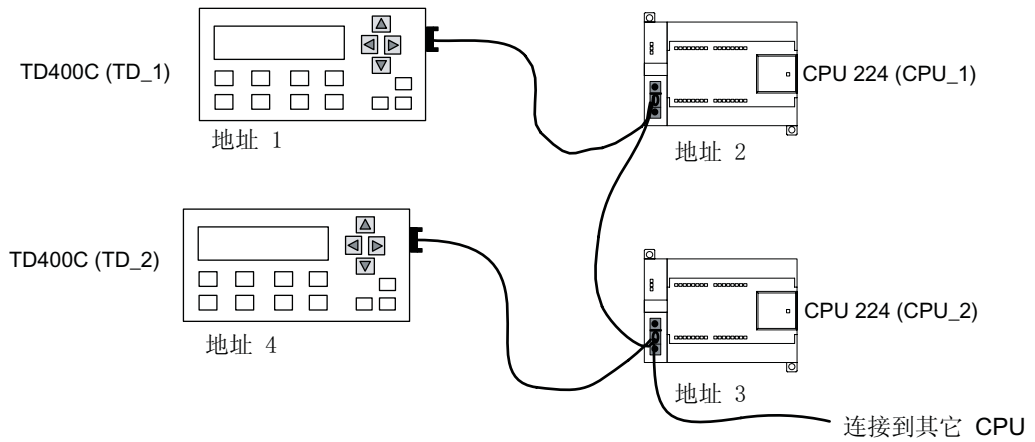 TD400C (TD_1)
CPU 224 (CPU_1)
地址 1
地址 2
TD400C (TD_2)
CPU 224 (CPU_2)
地址 4
地址 3
连接到其它 CPU